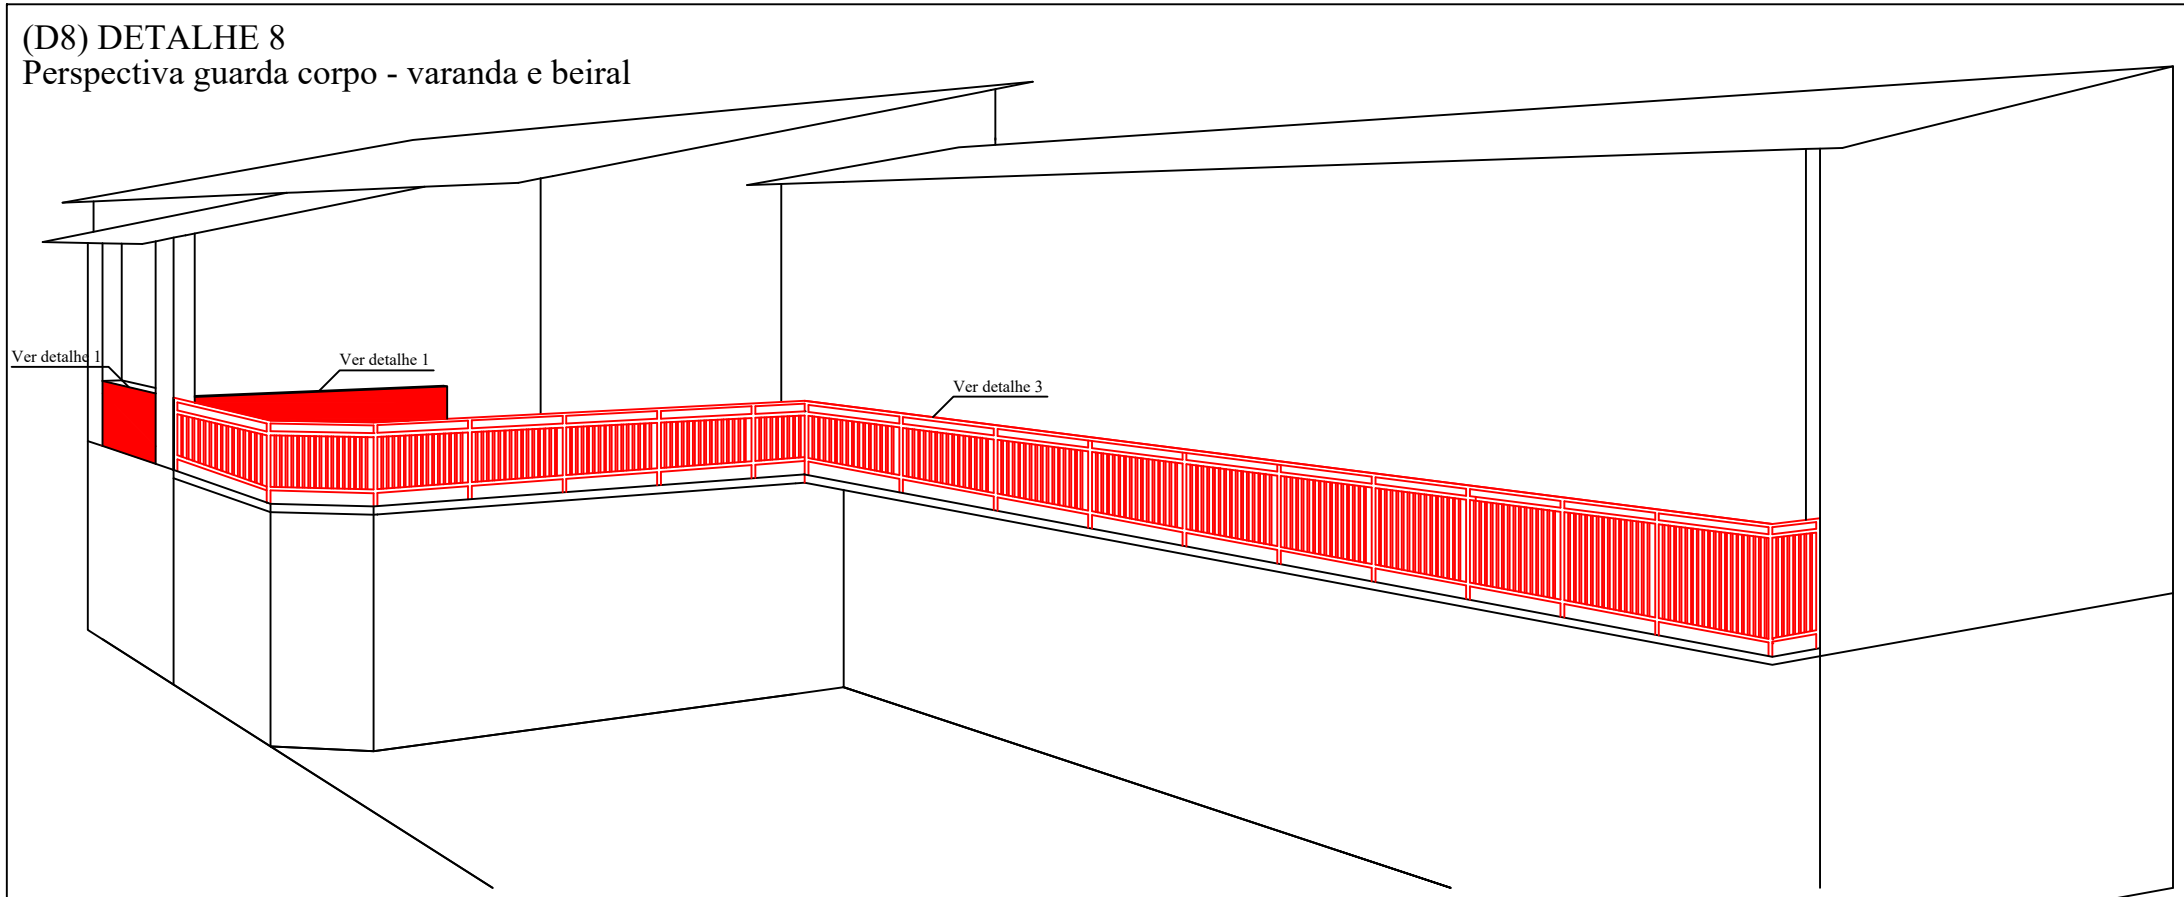 (D8) DETALHE 8
Perspectiva guarda corpo - varanda e beiral
Ver detalhe 1
Ver detalhe 1
Ver detalhe 3